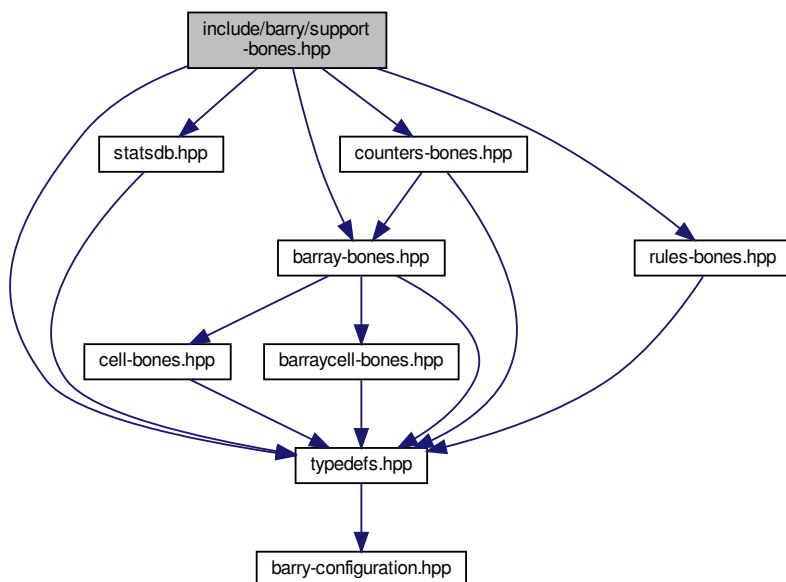 include/barry/support
-bones.hpp
statsdb.hpp
counters-bones.hpp
barray-bones.hpp
rules-bones.hpp
cell-bones.hpp
barraycell-bones.hpp
typedefs.hpp
barry-configuration.hpp